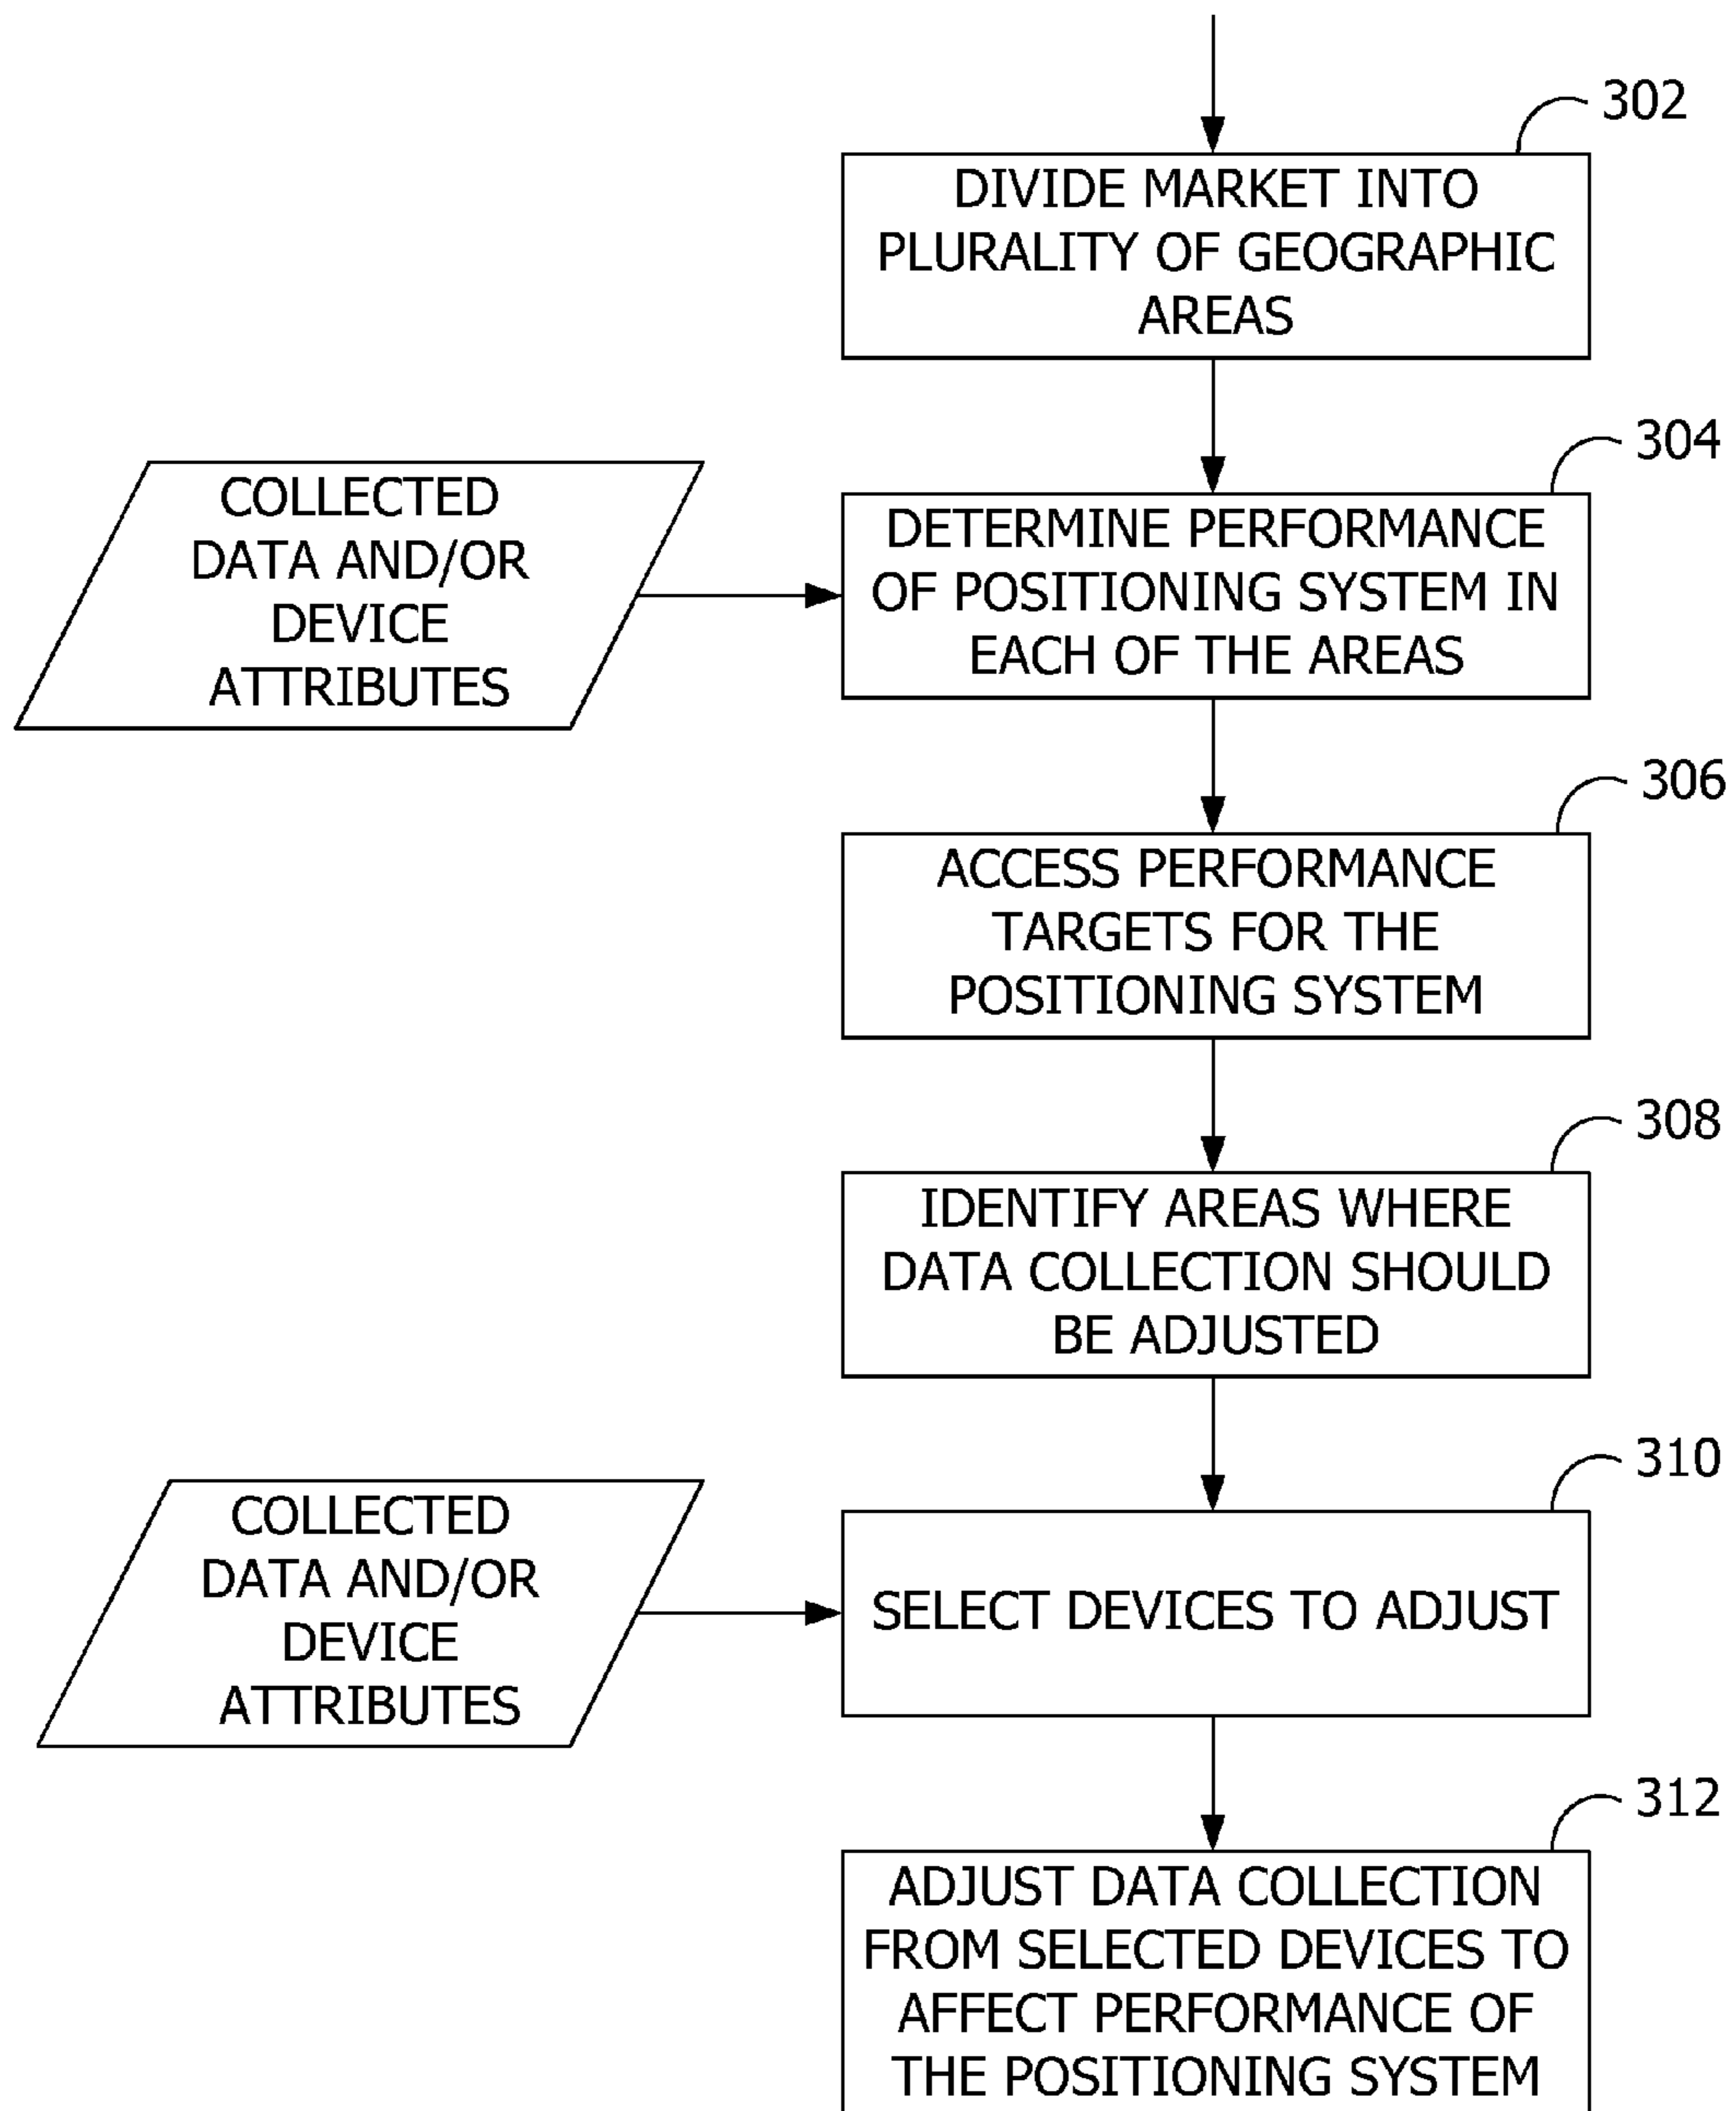 302
DIVIDE MARKET INTO
PLURALITY OF GEOGRAPHIC
AREAS
304
COLLECTED
DATA AND/OR
DEVICE
ATTRIBUTES
DETERMINE PERFORMANCE
OF POSITIONING SYSTEM IN
EACH OF THE AREAS
306
ACCESS PERFORMANCE
TARGETS FOR THE
POSITIONING SYSTEM
308
IDENTIFY AREAS WHERE
DATA COLLECTION SHOULD
BE ADJUSTED
310
COLLECTED
DATA AND/OR
DEVICE
ATTRIBUTES
SELECT DEVICES TO ADJUST
312
ADJUST DATA COLLECTION
FROM SELECTED DEVICES TO
AFFECT PERFORMANCE OF
THE POSITIONING SYSTEM